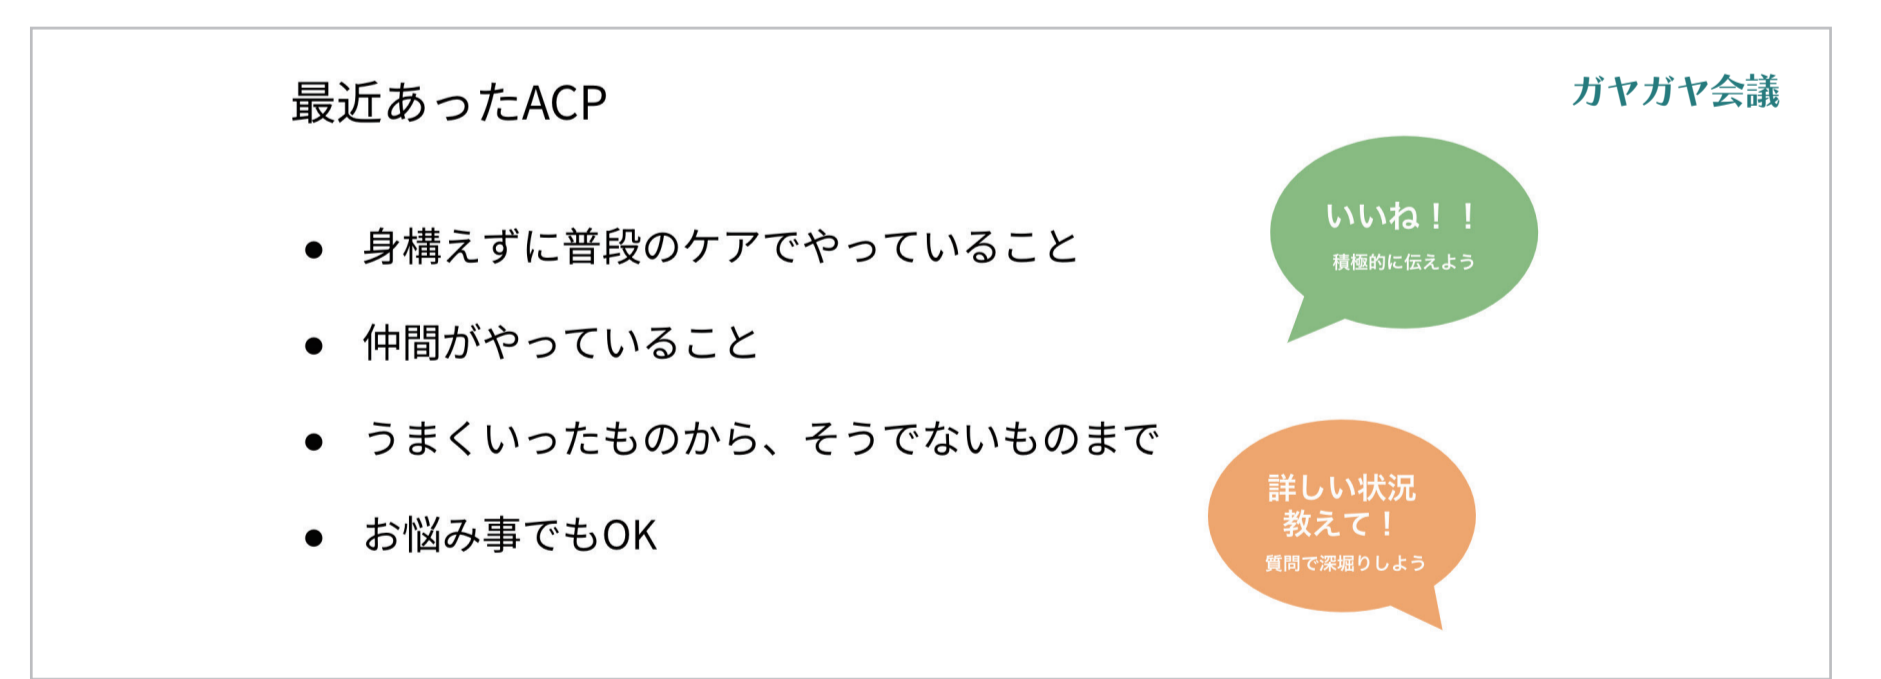 最近あったACP
ガヤガヤ会議
● 身構えずに普段のケアでやっていること
● 仲間がやっていること
● うまくいったものから、そうでないものまで
● お悩み事でもOK
いいね！！
積極的に伝えよう
詳しい状況
教えて！
質問で深堀りしよう